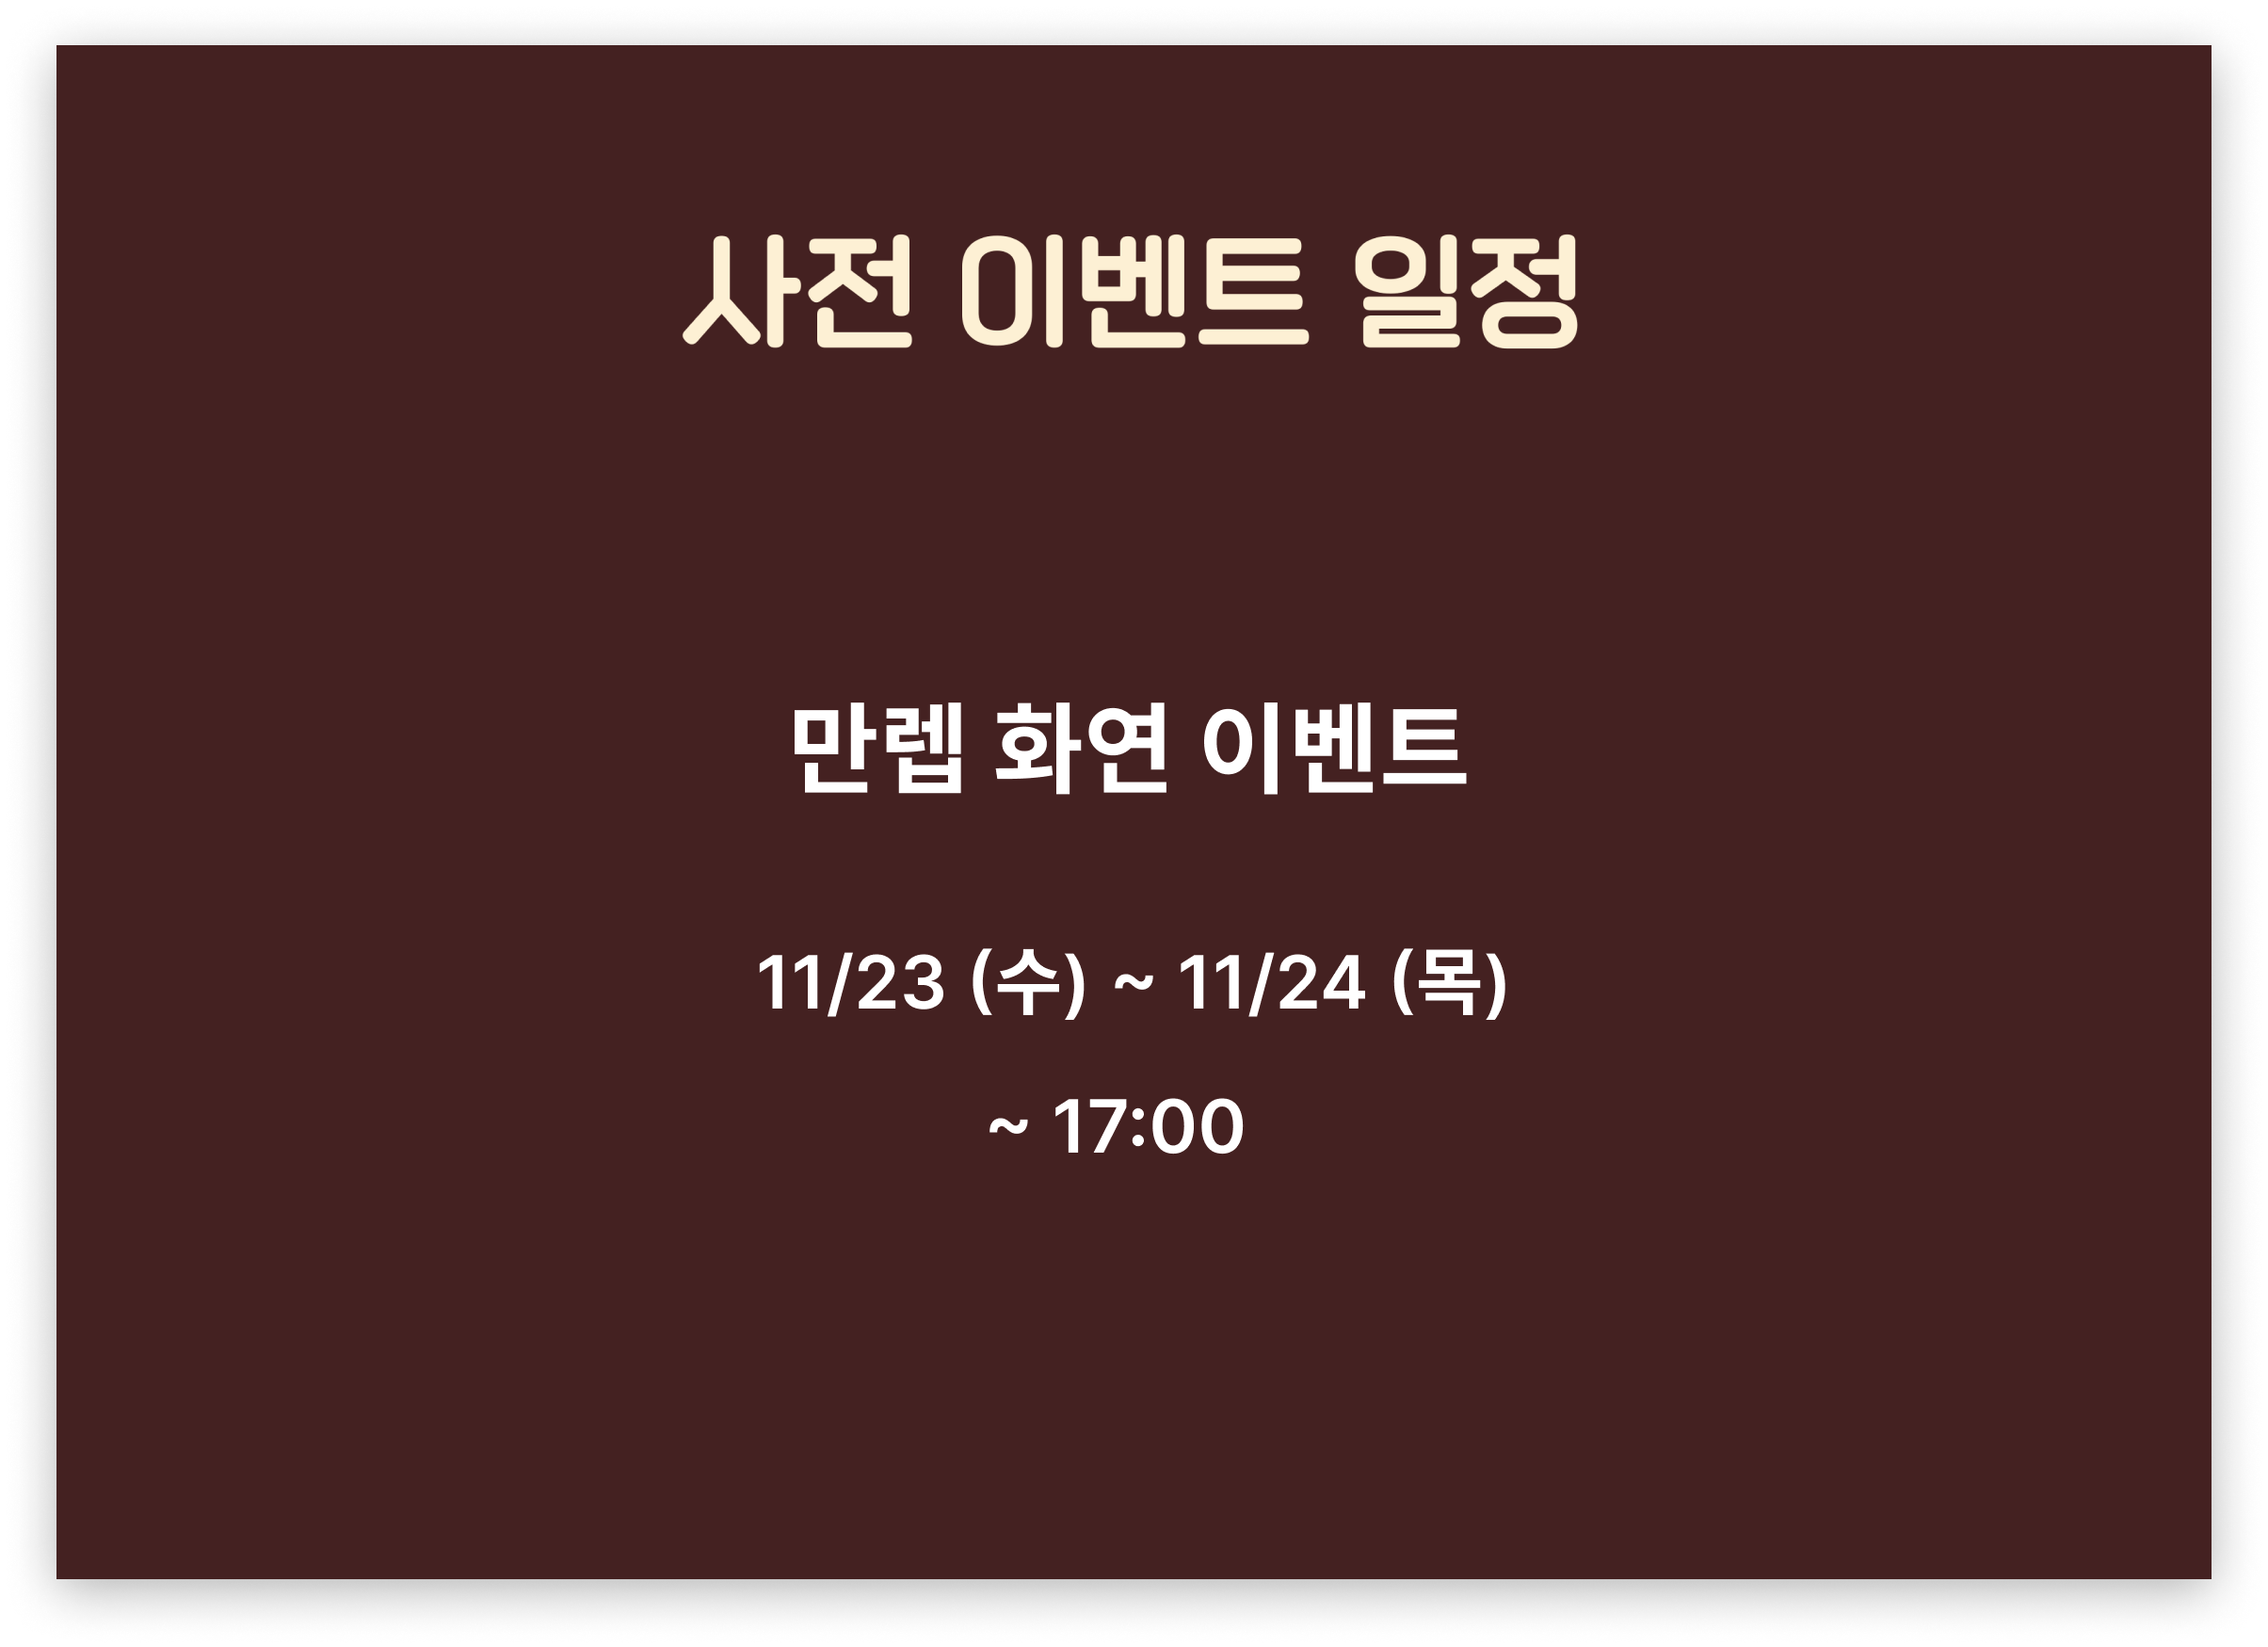 사전 이벤트 일정
만렙 화연 이벤트
11/23 (수) ~ 11/24 (목)
~ 17:00